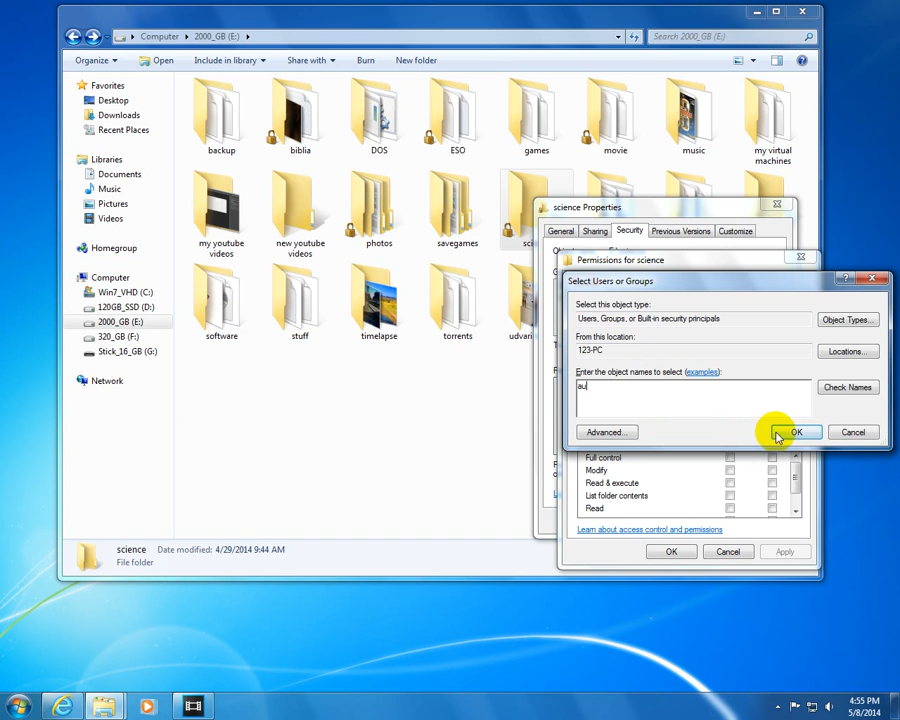 Computer 2000_GB (E:)
Search 2000_GB (E:)
Organize Open Include in library Share with Burn New folder
Favorites
Desktop
Downloads
Recent Places
Libraries
Documents
Music
Pictures
Videos
Homegroup
Computer
Win7_VHD (C:)
120GB_SSD (D:)
2000_GB (E:)
320_GB (F:)
Stick_16_GB (G:)
Network
backup biblia DOS ESO games movie music my virtual
machines
my youtube
videos
new youtube
videos
photos savegames
software stuff timelapse torrents
science Date modified: 4/29/2014 9:44 AM
File folder
science Properties
General Sharing Security Previous Versions Customize
Permissions for science
Select Users or Groups
Select this object type:
Users, Groups, or Built-in security principals
Object Types...
From this location:
123-PC
Locations...
Enter the object names to select (examples):
au
Check Names
Advanced... OK Cancel
Full control
Modify
Read & execute
List folder contents
Read
Learn about access control and permissions
OK Cancel Apply
4:55 PM
5/8/2014